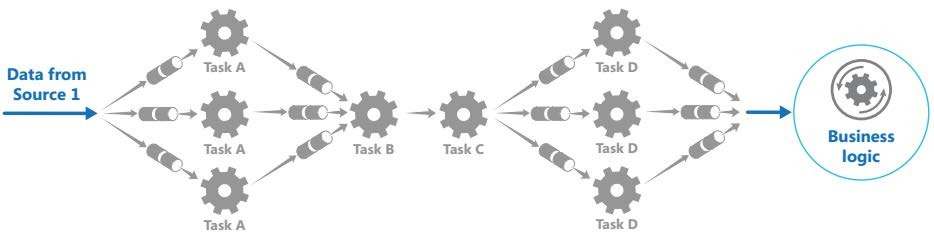 Data from
Source 1
Task A
Task A
Task A
Task B
Task C
Task D
Task D
Task D
Business
logic